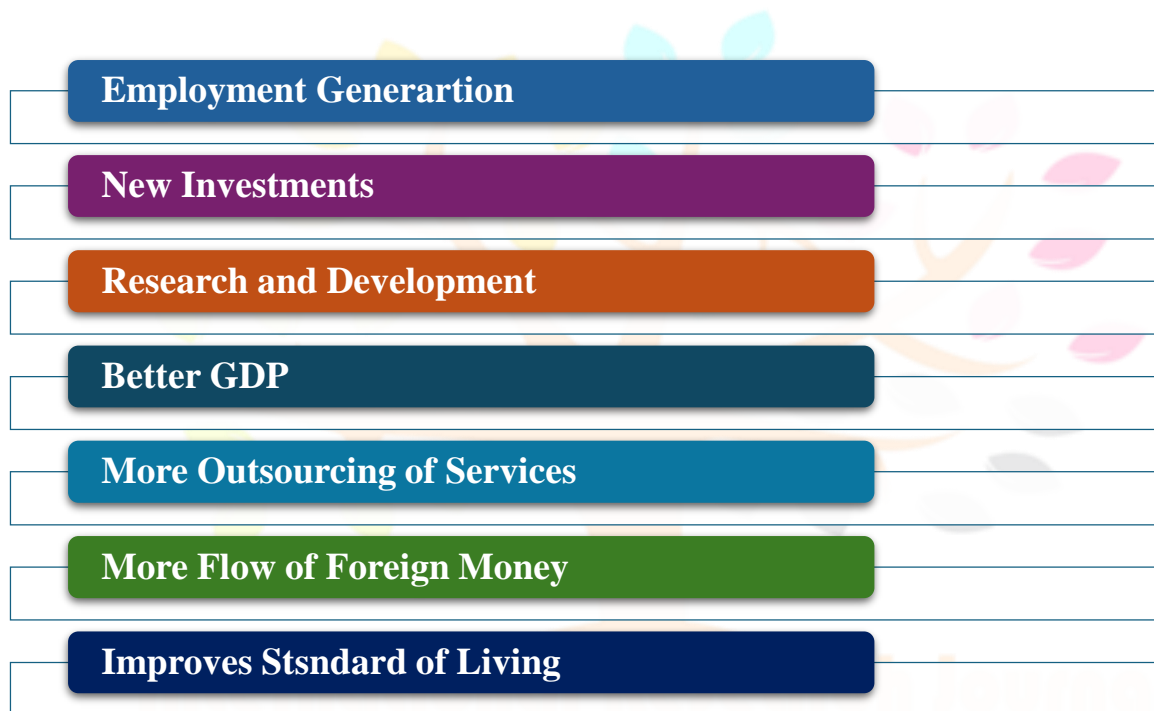 Employment Generartion
New Investments
Research and Development
Better GDP
More Outsourcing of Services
More Flow of Foreign Money
Improves Stsndard of Living